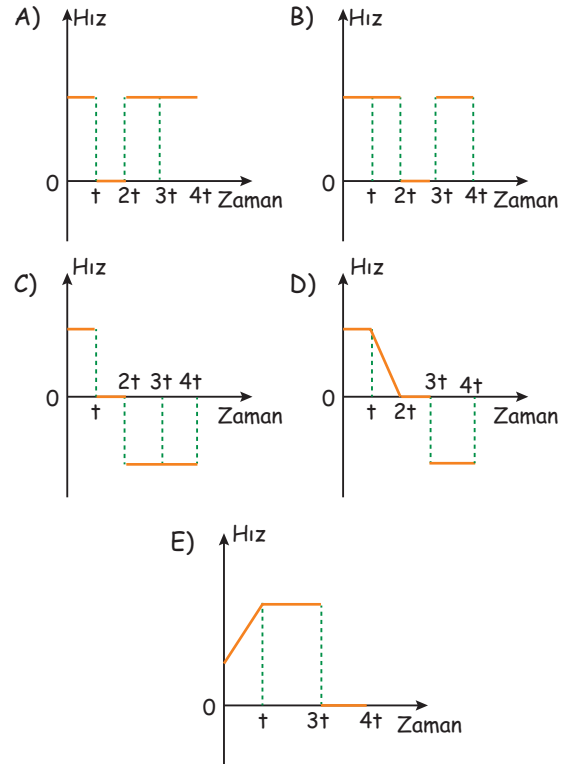 A) Hız
0
t 2t 3t 4t Zaman
B) Hız
0
t 2t 3t 4t Zaman
C) Hız
2t 3t 4t
0
t Zaman
D) Hız
3t 4t
0
t 2t Zaman
E) Hız
0
t 3t 4t Zaman